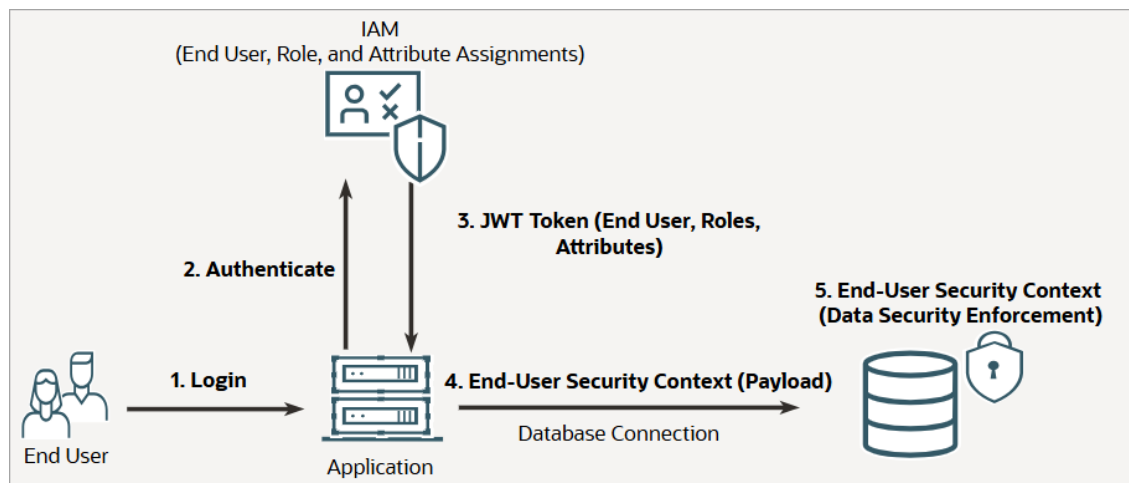 IAM
(End User, Role, and Attribute Assignments)
3. JWT Token (End User, Roles,
Attributes)
2. Authenticate
5. End-User Security Context
(Data Security Enforcement)
1. Login
4. End-User Security Context (Payload)
Database Connection
End User
Application